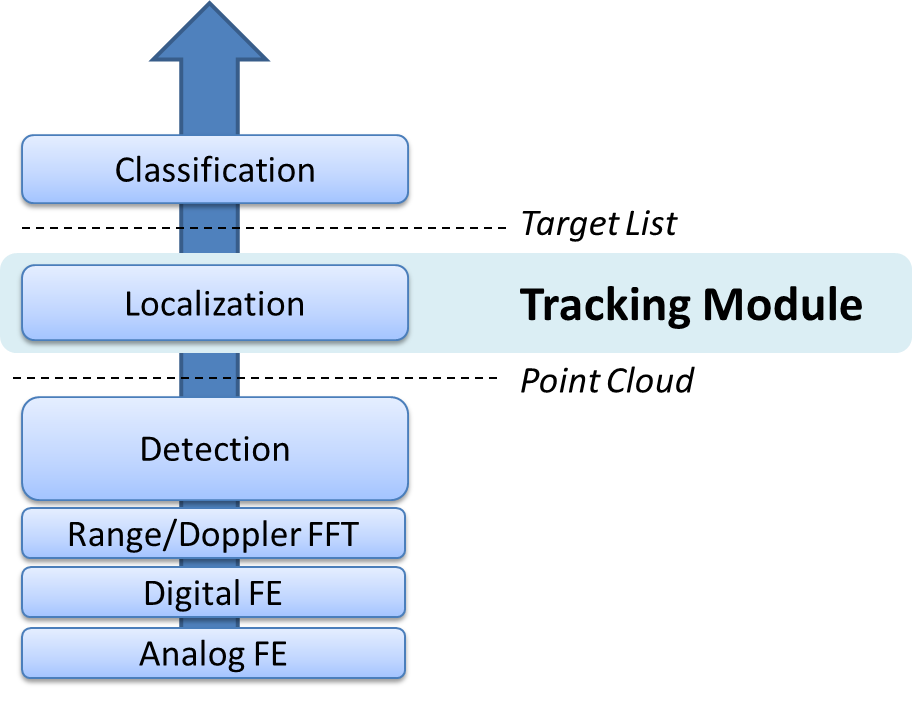 Classification
Target List
Localization
Tracking Module
Point Cloud
Detection
Range/Doppler FFT
Digital FE
Analog FE